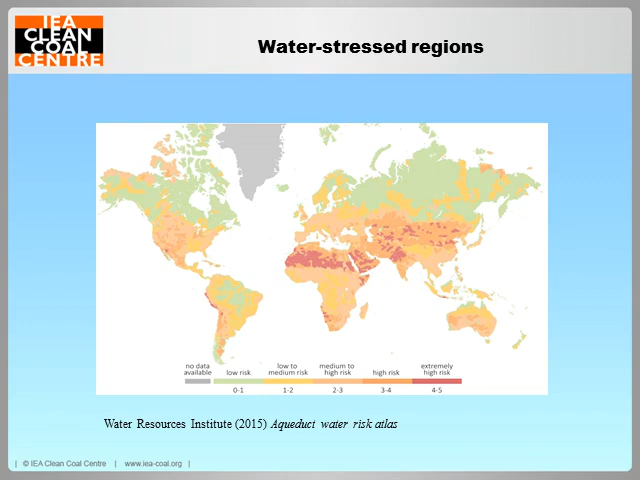 IEA
CLEAN
COAL
CENTRE
Water-stressed regions
no data
available
low risk
low to
medium risk
medium to
high risk
high risk
extremely
high risk
0-1
1-2
2-3
3-4
4-5
Water Resources Institute (2015) Aqueduct water risk atlas
| © IEA Clean Coal Centre | www.iea-coal.org |